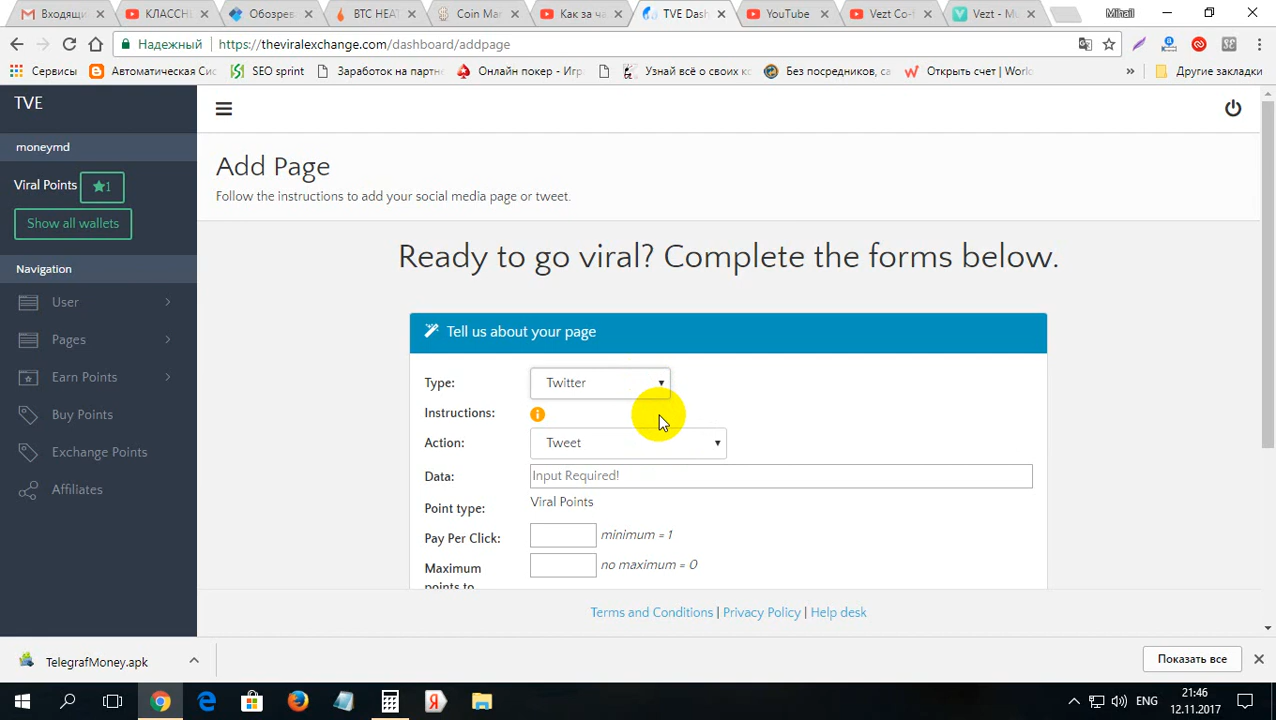 Входящи
КЛАССНЬ
Обозрев
BTC HEA
Coin Ma
Как за ча
TVE Das
YouTube
Vezt Co-
Vezt - M
Mihail
Надежный
https://theviralexchange.com/dashboard/addpage
Сервисы
Автоматическая Сис
SEO sprint
Заработок на партн
Онлайн покер - Игр
Узнай всё о своих ко
Без посредников, са
Открыть счет | Worl
»
Другие закладки
TVE
moneymd
Viral Points ★1
Show all wallets
Navigation
User
Pages
Earn Points
Buy Points
Exchange Points
Affiliates
Add Page
Follow the instructions to add your social media page or tweet.
Ready to go viral? Complete the forms below.
Tell us about your page
Type: Twitter
Instructions:
Action: Tweet
Data: Input Required!
Point type: Viral Points
Pay Per Click: minimum = 1
Maximum no maximum = 0
points to
Terms and Conditions | Privacy Policy | Help desk
TelegrafMoney.apk
Показать все
ENG
21:46
12.11.2017